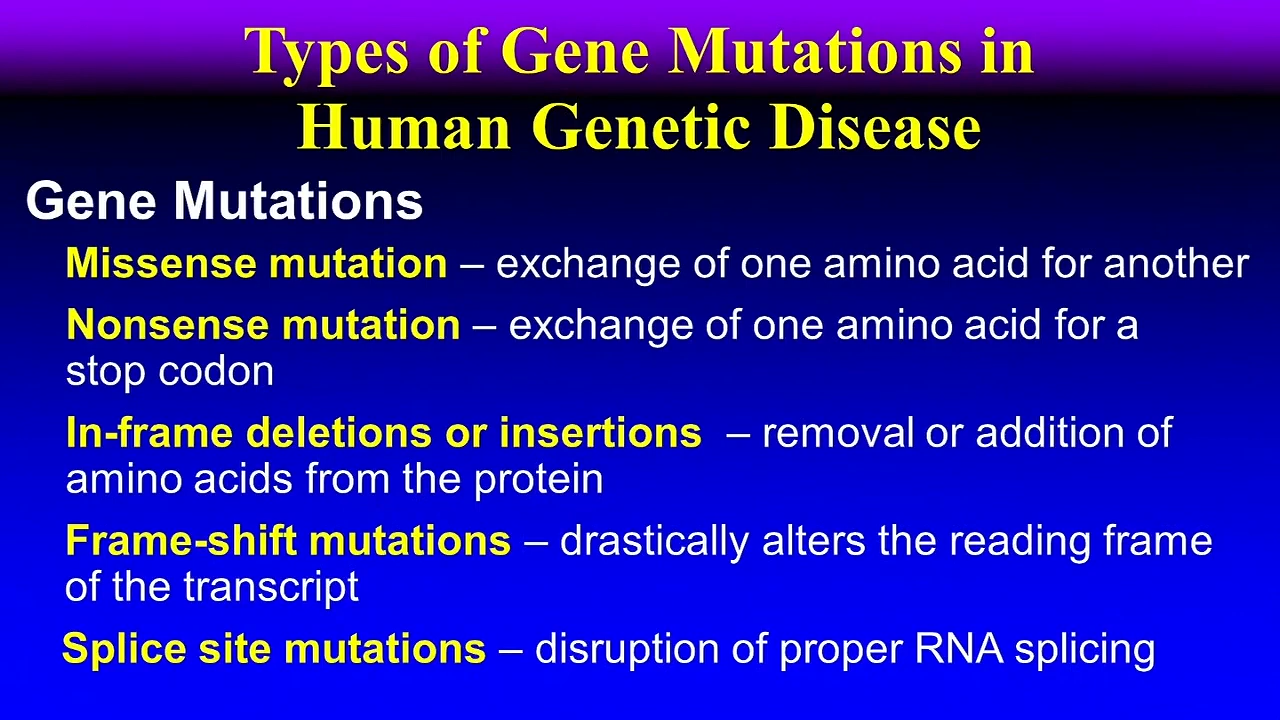 Types of Gene Mutations in
Human Genetic Disease
Gene Mutations
Missense mutation – exchange of one amino acid for another
Nonsense mutation – exchange of one amino acid for a
stop codon
In-frame deletions or insertions – removal or addition of
amino acids from the protein
Frame-shift mutations – drastically alters the reading frame
of the transcript
Splice site mutations – disruption of proper RNA splicing